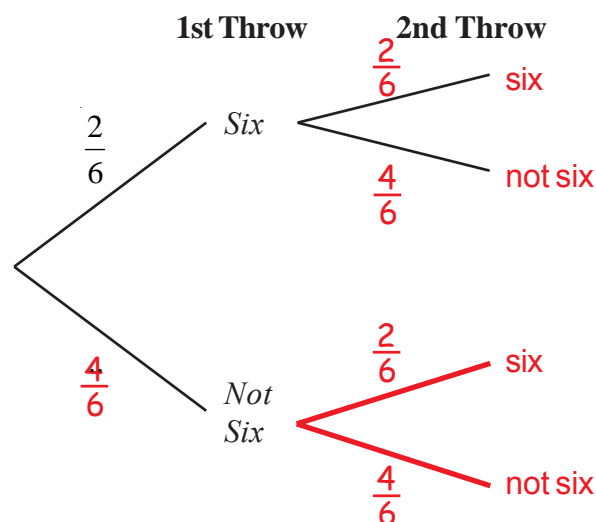 1st Throw 2nd Throw
2/6 six
2/6 Six
4/6 not six
2/6 six
4/6 Not
Six
4/6 not six